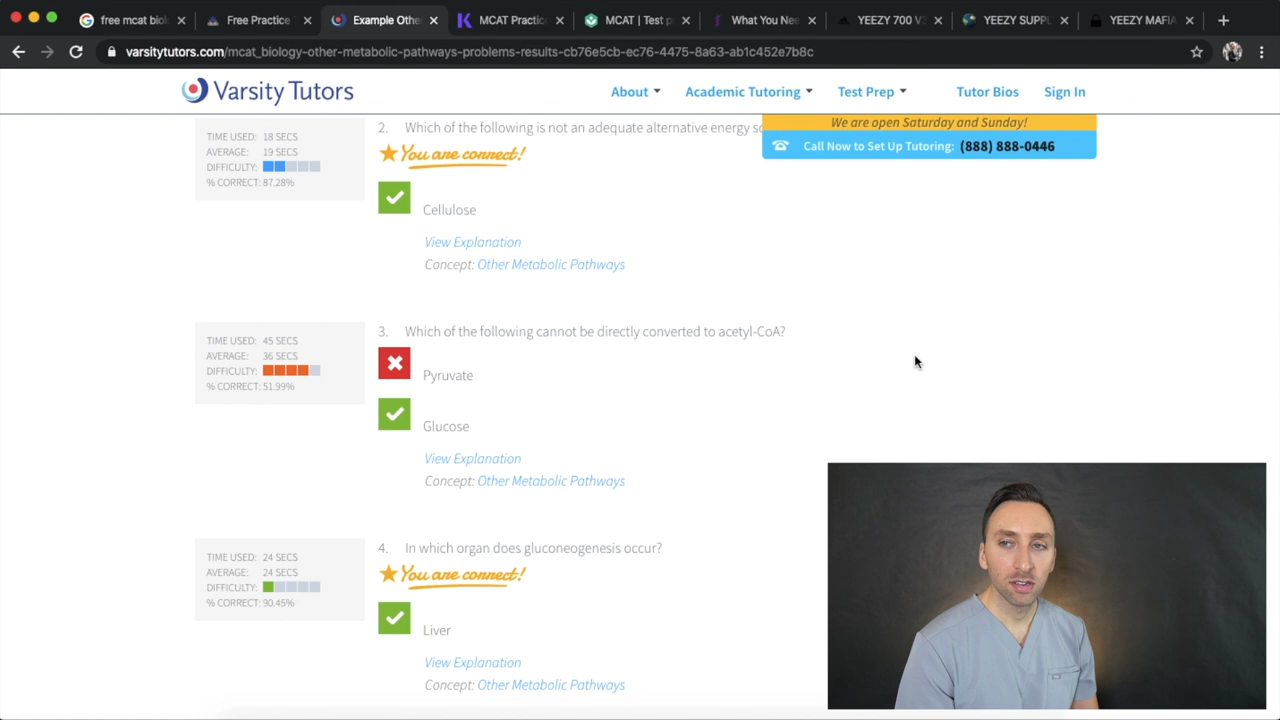 free mcat biol
Free Practice
Example Othe
MCAT Practic
MCAT | Test p
What You Nee
YEEZY 700 V3
YEEZY SUPPL
YEEZY MAFIA
varsitytutors.com/mcat_biology-other-metabolic-pathways-problems-results-cb76e5cb-ec76-4475-8a63-ab1c452e7b8c
Varsity Tutors
About
Academic Tutoring
Test Prep
Tutor Bios
Sign In
We are open Saturday and Sunday!
Call Now to Set Up Tutoring: (888) 888-0446
TIME USED: 18 SECS
AVERAGE: 19 SECS
DIFFICULTY:
% CORRECT: 87.28%
2. Which of the following is not an adequate alternative energy so
You are correct!
Cellulose
View Explanation
Concept: Other Metabolic Pathways
TIME USED: 45 SECS
AVERAGE: 36 SECS
DIFFICULTY:
% CORRECT: 51.99%
3. Which of the following cannot be directly converted to acetyl-CoA?
Pyruvate
Glucose
View Explanation
Concept: Other Metabolic Pathways
TIME USED: 24 SECS
AVERAGE: 24 SECS
DIFFICULTY:
% CORRECT: 90.45%
4. In which organ does gluconeogenesis occur?
You are correct!
Liver
View Explanation
Concept: Other Metabolic Pathways